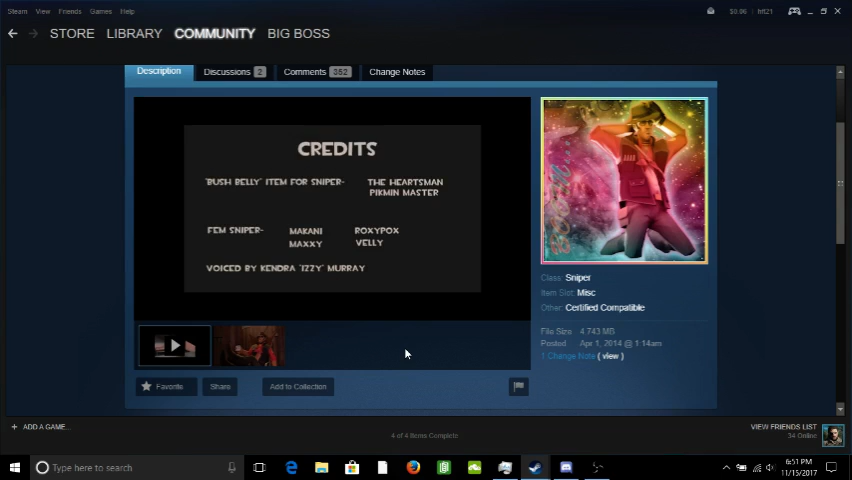 Steam View Friends Games Help
$0.06 hft21
STORE LIBRARY COMMUNITY BIG BOSS
Description Discussions 2 Comments 352 Change Notes
CREDITS
"BUSH BELLY" ITEM FOR SNIPER- THE HEARTSMAN
PIKMIN MASTER
FEM SNIPER- MAKANI ROXYPOX
MAXXY VELLY
VOICED BY KENDRA "IZZY" MURRAY
Class: Sniper
Item Slot: Misc
Other: Certified Compatible
File Size 4.743 MB
Posted Apr 1, 2014 @ 1:14am
1 Change Note ( view )
Favorite Share Add to Collection
+ ADD A GAME...
4 of 4 Items Complete
VIEW FRIENDS LIST
34 Online
Type here to search
6:51 PM
11/15/2017